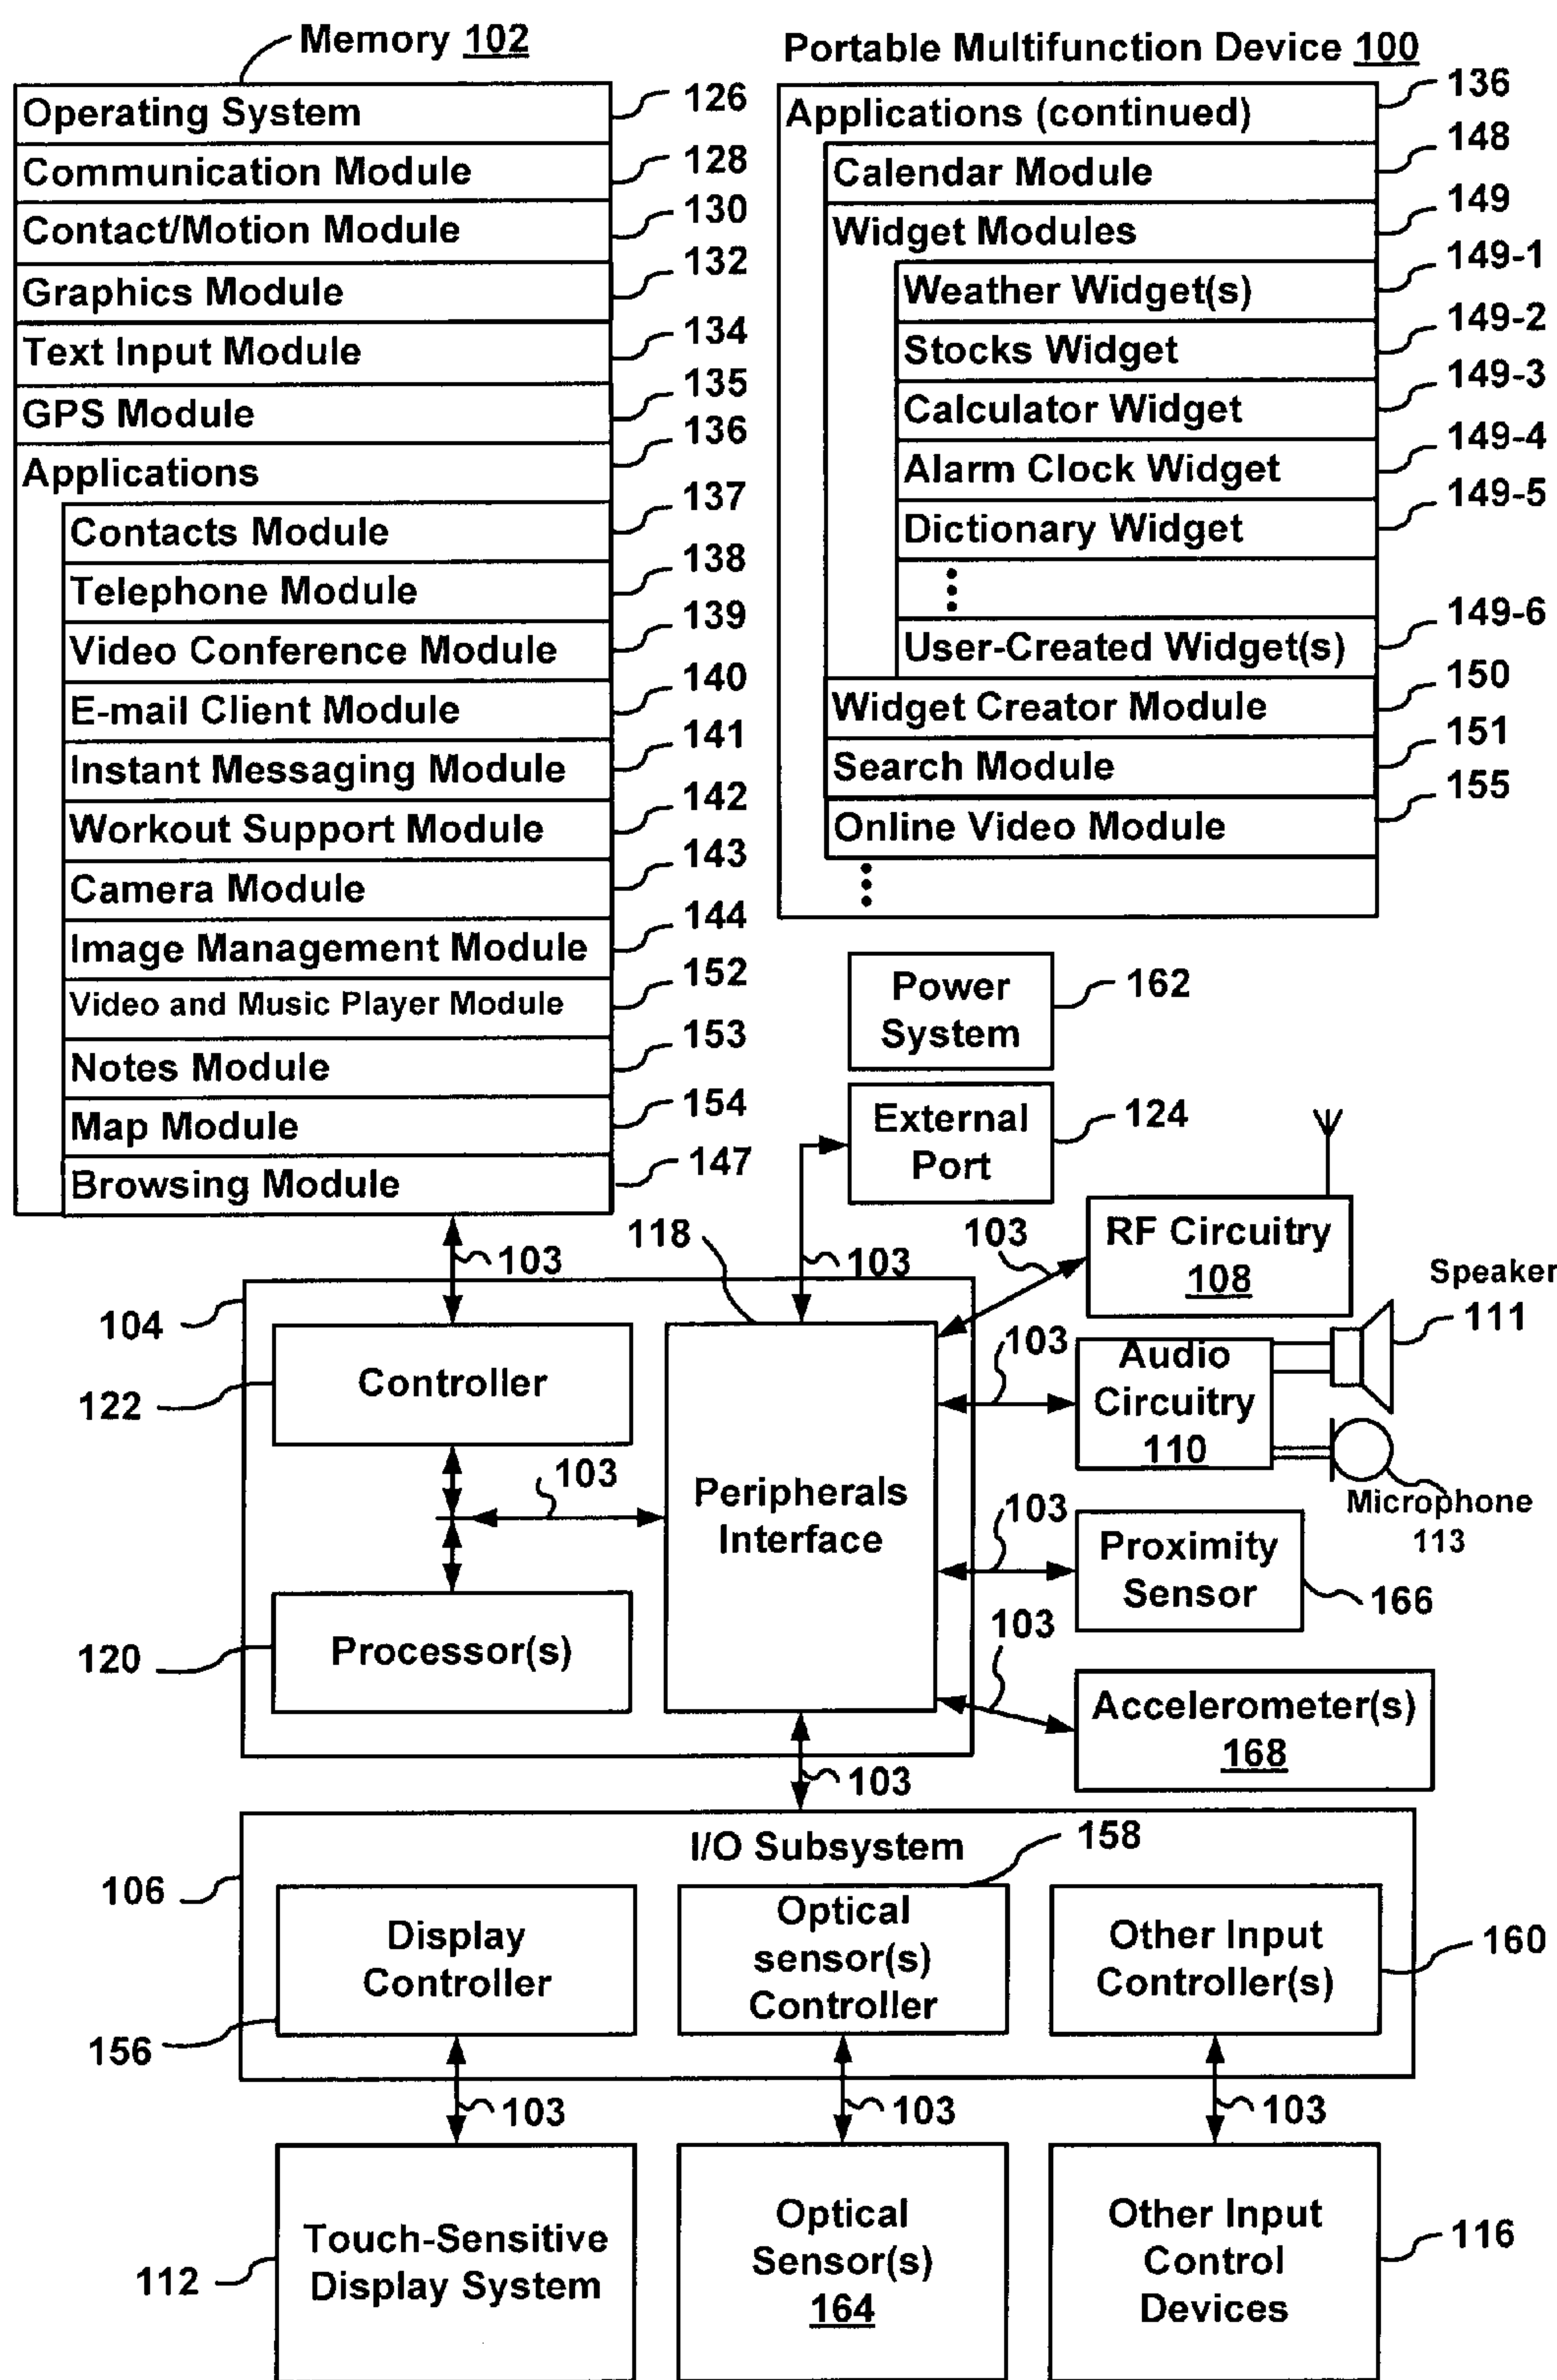 Memory 102
Operating System 126
Communication Module 128
Contact/Motion Module 130
Graphics Module 132
Text Input Module 134
GPS Module 135
Applications 136
Contacts Module 137
Telephone Module 138
Video Conference Module 139
E-mail Client Module 140
Instant Messaging Module 141
Workout Support Module 142
Camera Module 143
Image Management Module 144
Video and Music Player Module 152
Notes Module 153
Map Module 154
Browsing Module 147
Portable Multifunction Device 100
Applications (continued) 136
Calendar Module 148
Widget Modules 149
Weather Widget(s) 149-1
Stocks Widget 149-2
Calculator Widget 149-3
Alarm Clock Widget 149-4
Dictionary Widget 149-5
User-Created Widget(s) 149-6
Widget Creator Module 150
Search Module 151
Online Video Module 155
Power
System
162
External
Port
124
103
118
103
103
RF Circuitry
108
Speaker
111
104
Controller
122
103
Audio
Circuitry
110
Microphone
113
103
Peripherals
Interface
103
Proximity
Sensor
166
Processor(s)
120
103
Accelerometer(s)
168
103
I/O Subsystem
158
106
Display
Controller
156
Optical
sensor(s)
Controller
Other Input
Controller(s)
160
103
103
103
Touch-Sensitive
Display System
112
Optical
Sensor(s)
164
Other Input
Control
Devices
116